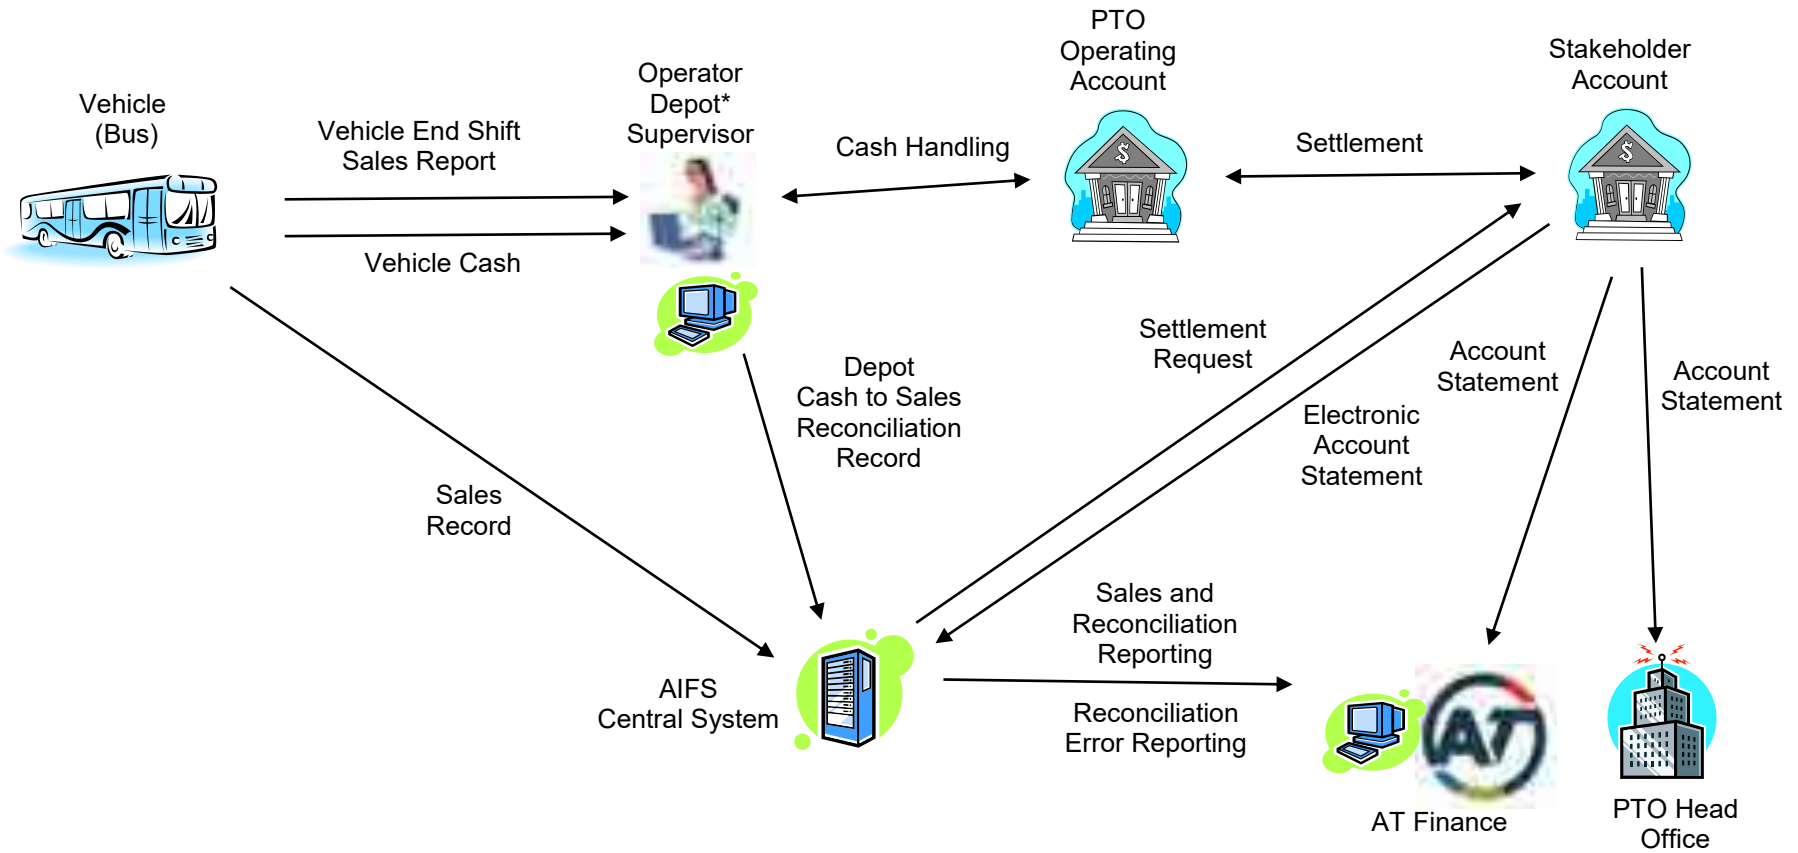 PTO
Operating
Account
Stakeholder
Account
Operator
Depot*
Supervisor
Vehicle
(Bus)
Vehicle End Shift
Sales Report
Cash Handling
Settlement
$
$
Vehicle Cash
Settlement
Request
Account
Statement
Account
Statement
Depot
Cash to Sales
Reconciliation
Record
Electronic
Account
Statement
Sales
Record
Sales and
Reconciliation
Reporting
AIFS
Central System
Reconciliation
Error Reporting
AT
AT Finance
PTO Head
Office